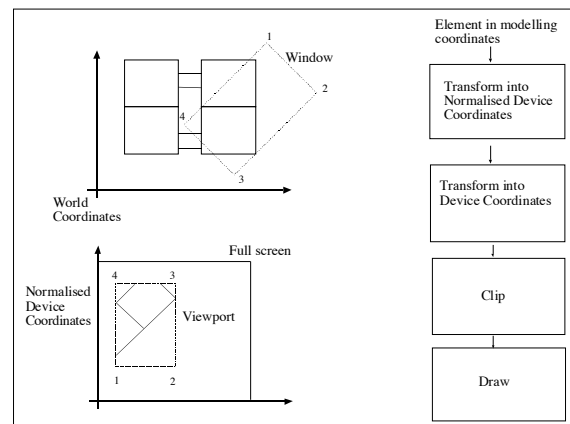 1
Window
2
4
3
World
Coordinates
Full screen
4
3
Normalised
Device
Coordinates
Viewport
1
2
Element in modelling
coordinates
Transform into
Normalised Device
Coordinates
Transform into
Device Coordinates
Clip
Draw